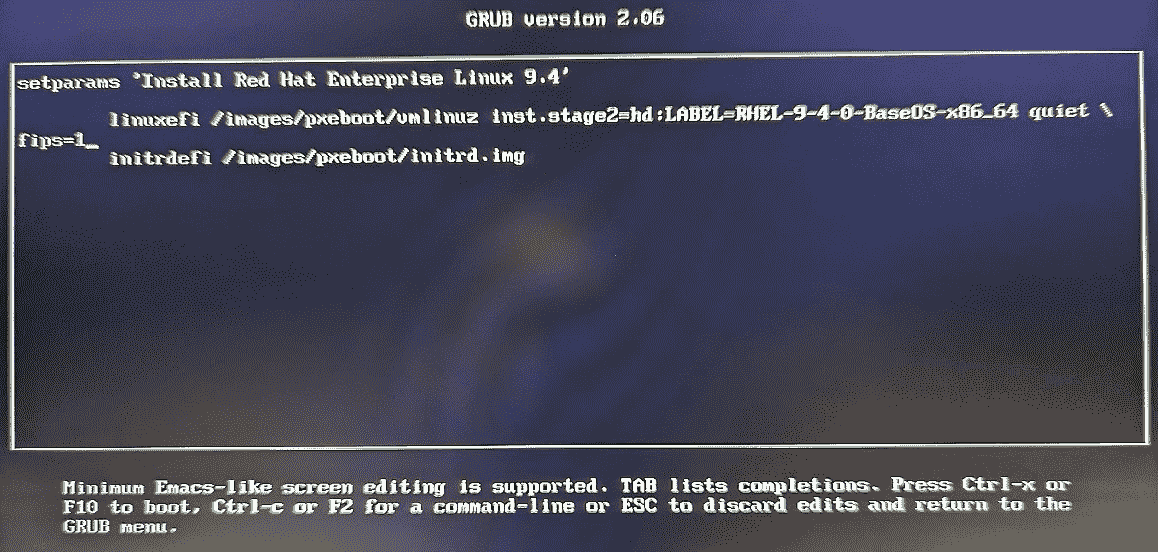 GRUB version 2.06
setparams 'Install Red Hat Enterprise Linux 9.4'
linuxefi /images/pxeboot/vmlinuz inst.stage2=hd:LABEL=RHEL-9-4-0-BaseOS-x86_64 quiet \
fips=1_
initrdefi /images/pxeboot/initrd.img
Minimum Emacs-like screen editing is supported. TAB lists completions. Press Ctrl-x or
F10 to boot, Ctrl-c or F2 for a command-line or ESC to discard edits and return to the
GRUB menu.